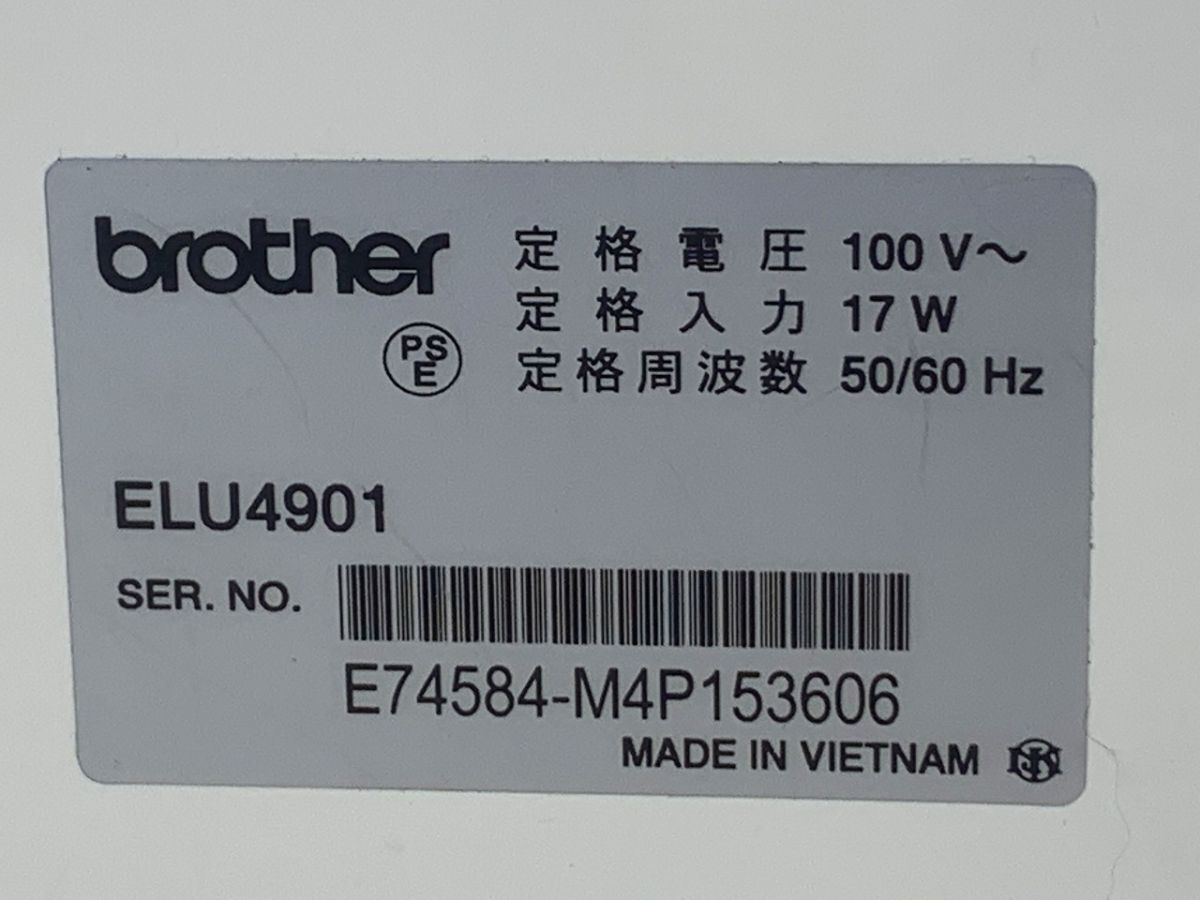 brother
定格電圧 100 V～
定格入力 17 W
PSE
定格周波数 50/60 Hz
ELU4901
SER. NO.
E74584-M4P153606
MADE IN VIETNAM